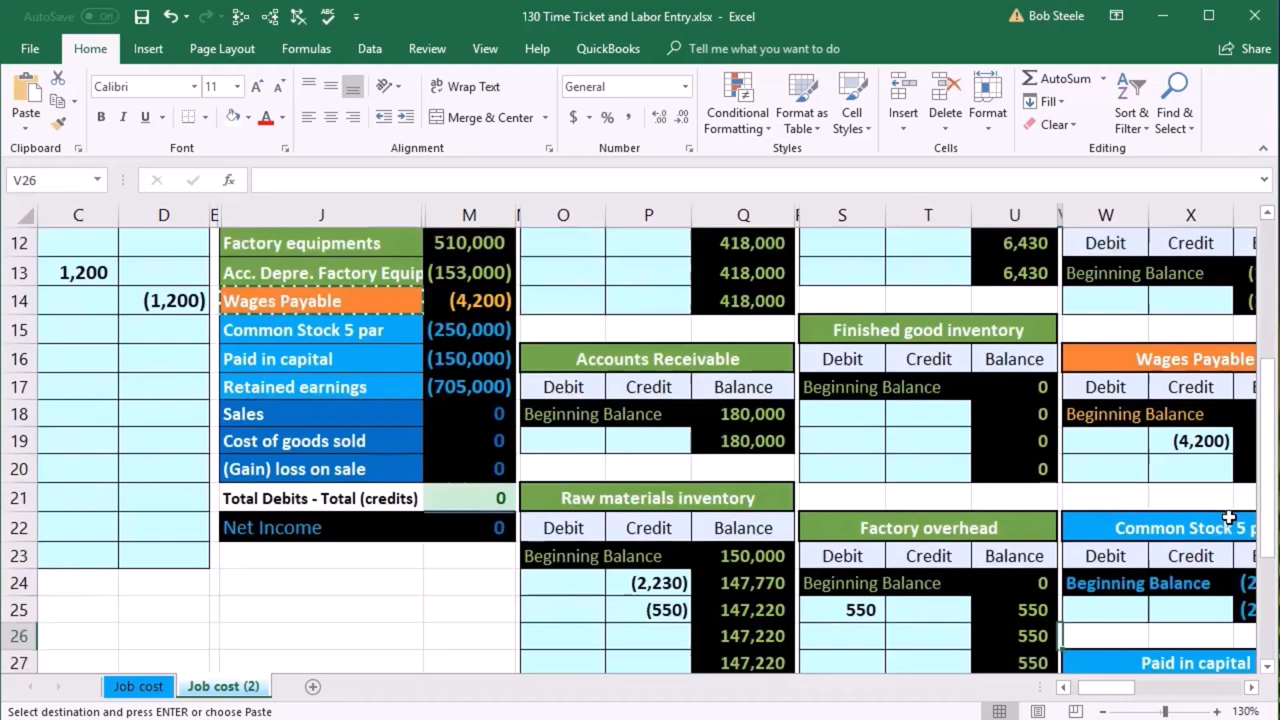 AutoSave Off 130 Time Ticket and Labor Entry.xlsx - Excel Bob Steele
File Home Insert Page Layout Formulas Data Review View Help QuickBooks Tell me what you want to do Share
Paste Calibri 11 Wrap Text General Conditional Formatting Format as Table Cell Styles Insert Delete Format AutoSum Sort & Filter Find & Select
B I U Merge & Center $ % Fill
Clear
Clipboard Font Alignment Number Styles Cells Editing
V26 fx
C D E J M O P Q S T U W X
12 Factory equipments 510,000 418,000 6,430 Debit Credit
13 1,200 Acc. Depre. Factory Equip (153,000) 418,000 6,430 Beginning Balance
14 (1,200) Wages Payable (4,200) 418,000
15 Common Stock 5 par (250,000) Finished good inventory
16 Paid in capital (150,000) Accounts Receivable Debit Credit Balance Wages Payable
17 Retained earnings (705,000) Debit Credit Balance Beginning Balance 0 Debit Credit
18 Sales 0 Beginning Balance 180,000 0 Beginning Balance
19 Cost of goods sold 0 180,000 0 (4,200)
20 (Gain) loss on sale 0 0
21 Total Debits - Total (credits) 0 Raw materials inventory
22 Net Income 0 Debit Credit Balance Factory overhead Common Stock 5 p
23 Beginning Balance 150,000 Debit Credit Balance Debit Credit
24 (2,230) 147,770 Beginning Balance 0 Beginning Balance (2
25 (550) 147,220 550 550 (2
26 147,220 550
27 147,220 550 Paid in capital
Job cost Job cost (2)
Select destination and press ENTER or choose Paste 130%